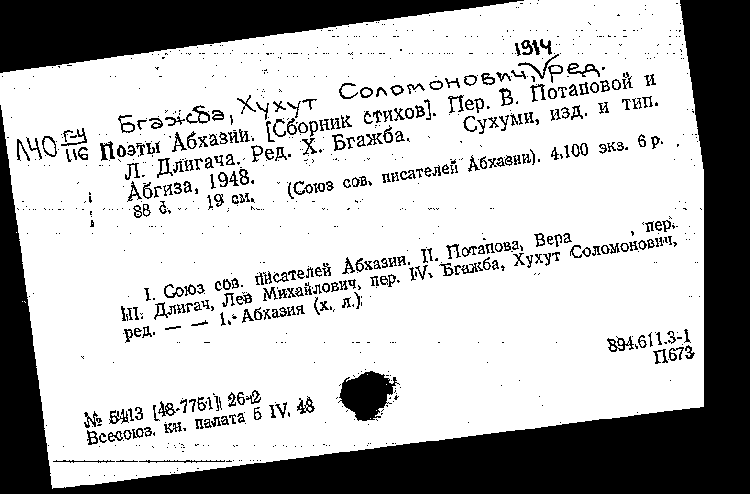 1914
Бгажба, Хухут Соломонович, ред.
Л40 Г-4/116
Поэты Абхазии. [Сборник стихов]. Пер. В. Потаповой и
Л. Длигача. Ред. Х. Бгажба. Сухуми, изд. и тип.
Абгиза, 1948.
88 с. 19 см. (Союз сов. писателей Абхазии). 4.100 экз. 6 р.
I. Союз сов. писателей Абхазии. II. Потапова, Вера , пер.
III. Длигач, Лев Михайлович, пер. IV. Бгажба, Хухут Соломонович,
ред. — — 1. Абхазия (х. л.)
894.611.3-1
П673
№ 5413 [48-7751] 26-2
Всесоюз. кн. палата 5 IV. 48